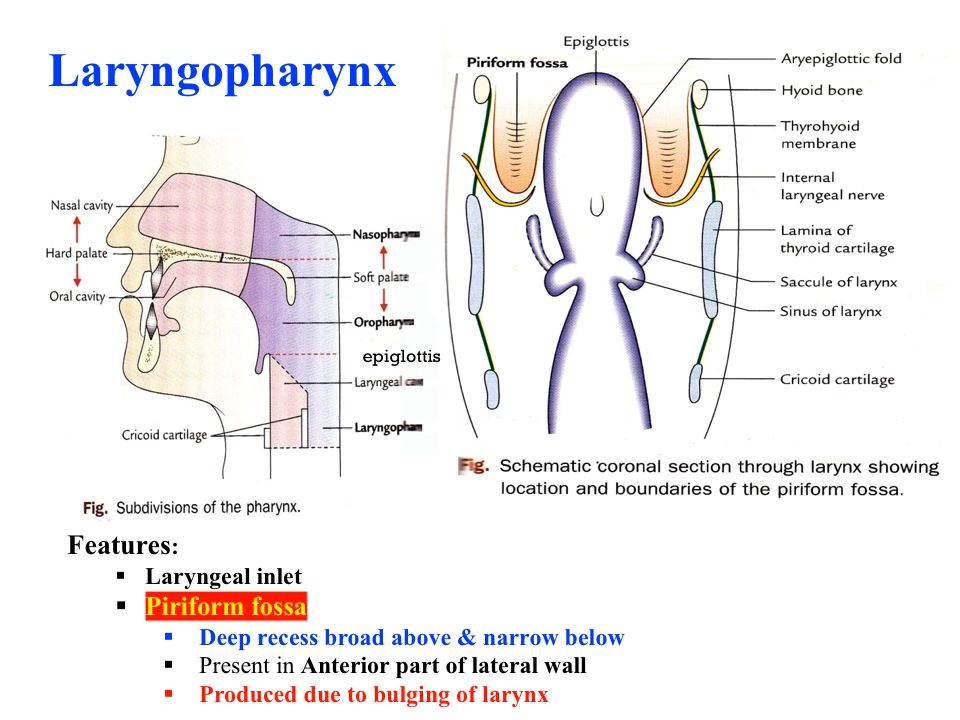 Laryngopharynx
Nasal cavity
Hard palate
Oral cavity
Cricoid cartilage
Soft palate
epiglottis
Laryngeal
Fig. Subdivisions of the pharynx.
Epiglottis
Piriform fossa
Aryepiglottic fold
Hyoid bone
Thyrohyoid
membrane
Internal
laryngeal nerve
Lamina of
thyroid cartilage
Saccule of larynx
Sinus of larynx
Cricoid cartilage
Fig. Schematic coronal section through larynx showing
location and boundaries of the piriform fossa.
Features:
▪ Laryngeal inlet
▪ Piriform fossa
▪ Deep recess broad above & narrow below
▪ Present in Anterior part of lateral wall
▪ Produced due to bulging of larynx